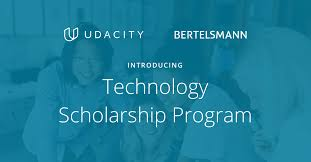 UDACITY BERTELSMANN
INTRODUCING
Technology
Scholarship Program